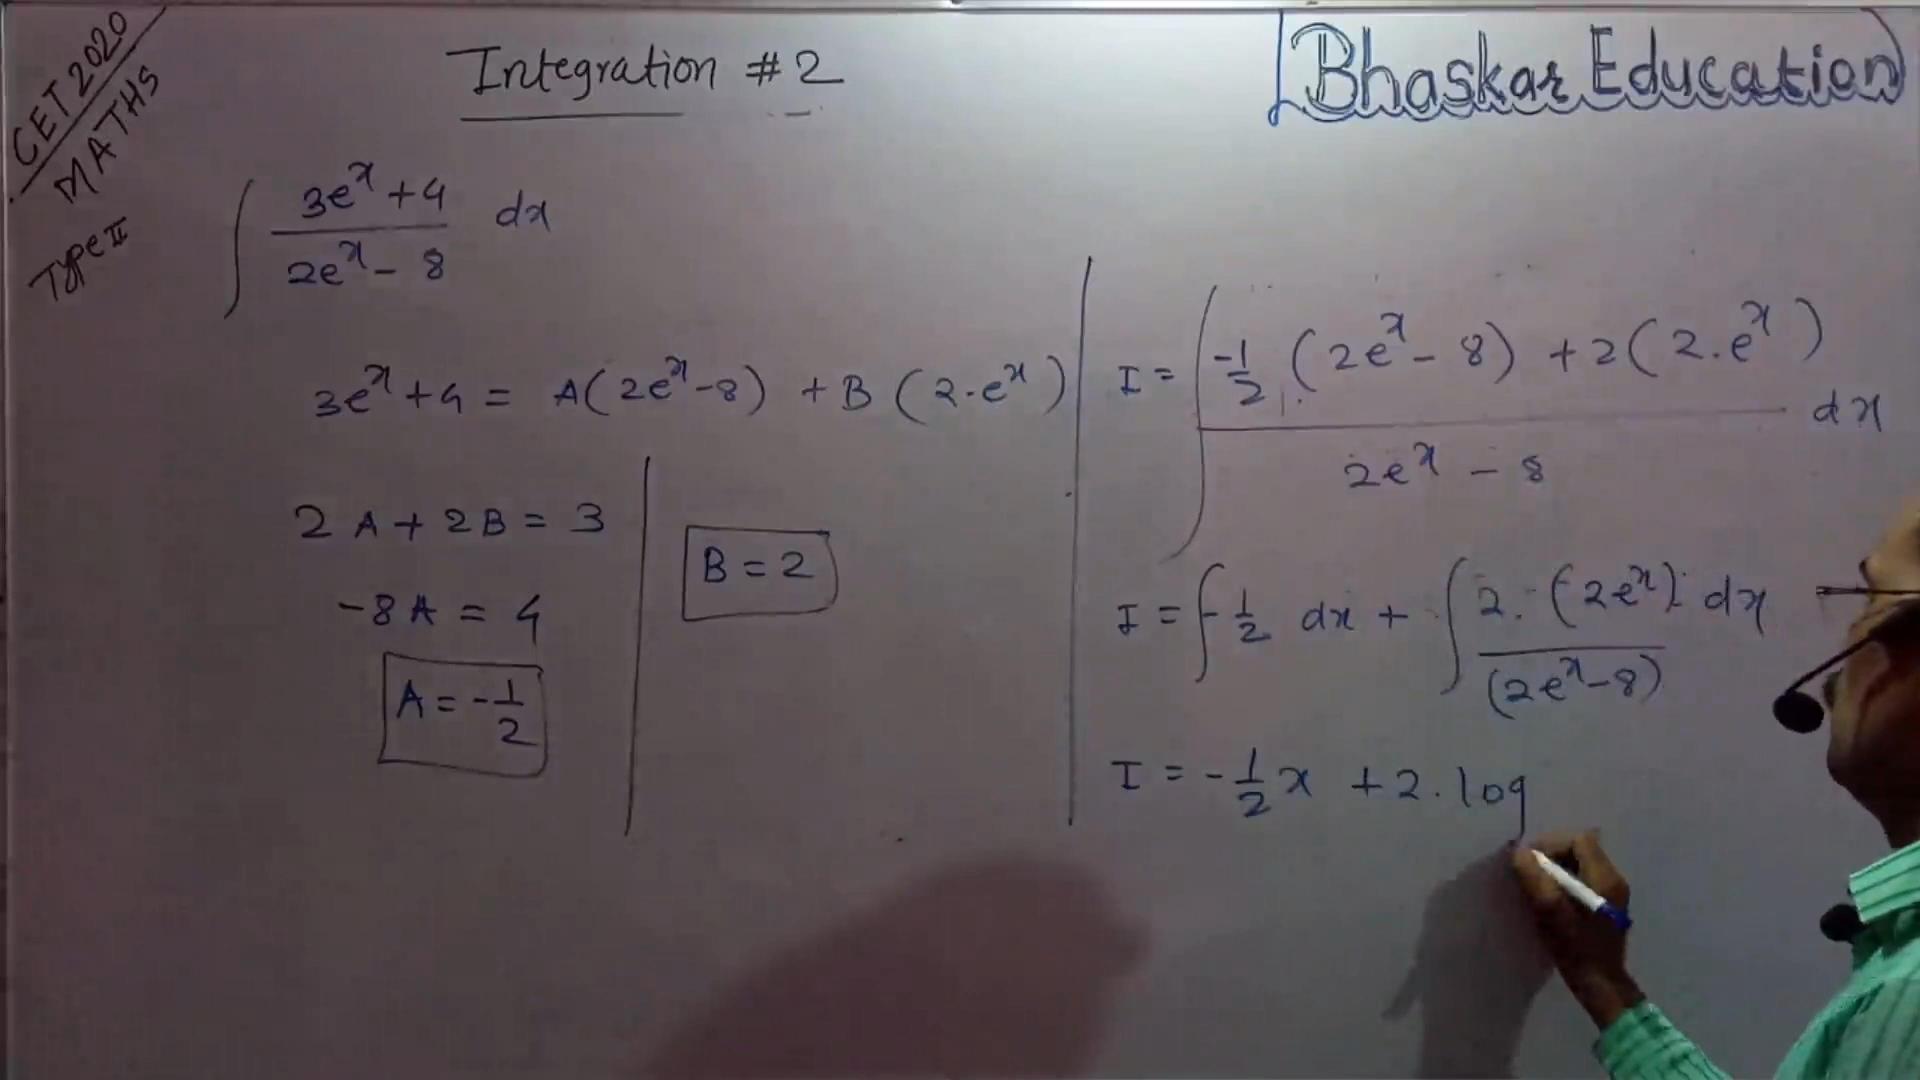 CET 2020
MATHS
Type II
Integration #2
Bhaskar Education
∫ (3eˣ + 4)/(2eˣ - 8) dx
3eˣ + 4 = A(2eˣ - 8) + B(2·eˣ)
2A + 2B = 3
-8A = 4
A = -1/2
B = 2
I = ∫ (-1/2 (2eˣ - 8) + 2(2·eˣ))/(2eˣ - 8) dx
I = ∫ -1/2 dx + ∫ 2·(2eˣ)/(2eˣ - 8) dx
I = -1/2 x + 2·log